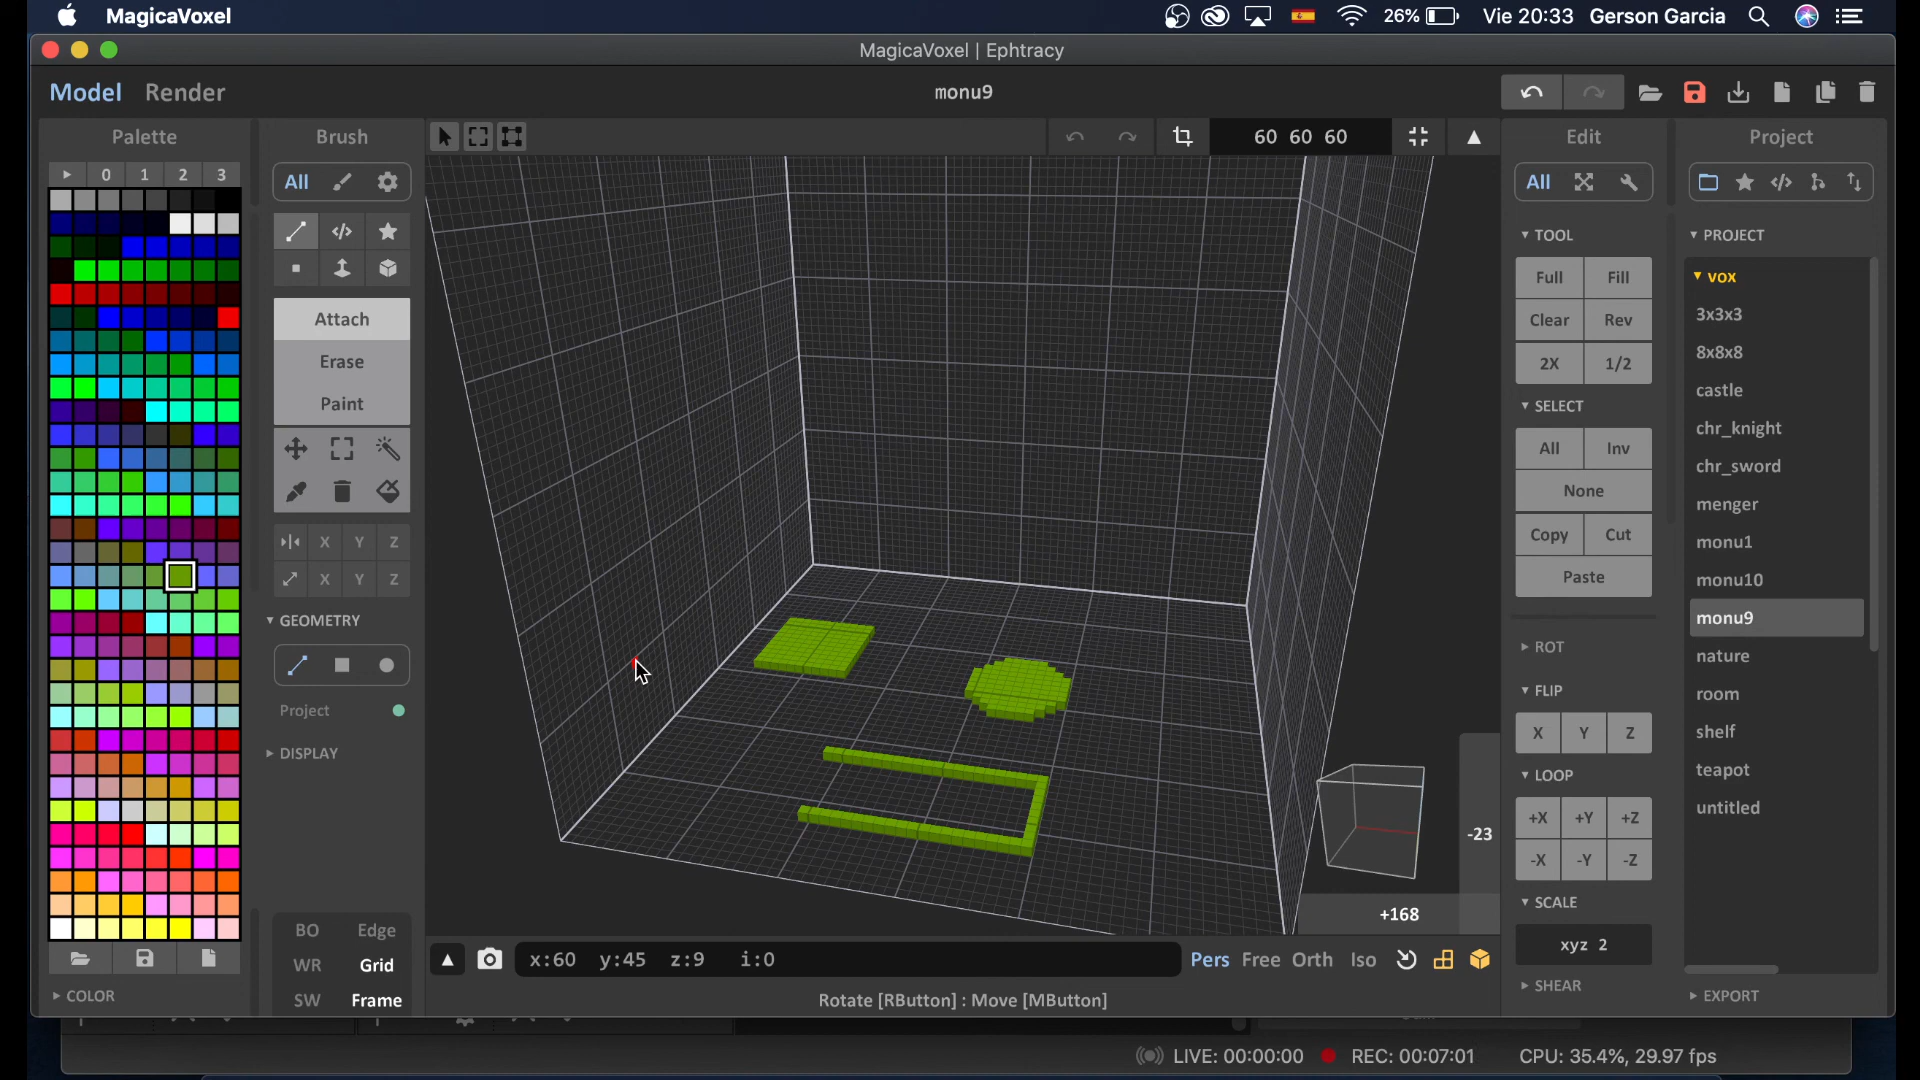 MagicaVoxel
26%
Vie 20:33
Gerson Garcia
MagicaVoxel | Ephtracy
Model
Render
monu9
Palette
0
1
2
3
COLOR
Brush
All
Attach
Erase
Paint
X
Y
Z
X
Y
Z
GEOMETRY
Project
DISPLAY
BO
Edge
WR
Grid
SW
Frame
60 60 60
-23
+168
x:60 y:45 z:9 i:0
Pers
Free
Orth
Iso
Rotate [RButton] : Move [MButton]
Edit
All
TOOL
Full
Fill
Clear
Rev
2X
1/2
SELECT
All
Inv
None
Copy
Cut
Paste
ROT
FLIP
X
Y
Z
LOOP
+X
+Y
+Z
-X
-Y
-Z
SCALE
xyz 2
SHEAR
Project
PROJECT
vox
3x3x3
8x8x8
castle
chr_knight
chr_sword
menger
monu1
monu10
monu9
nature
room
shelf
teapot
untitled
EXPORT
LIVE: 00:00:00
REC: 00:07:01
CPU: 35.4%, 29.97 fps